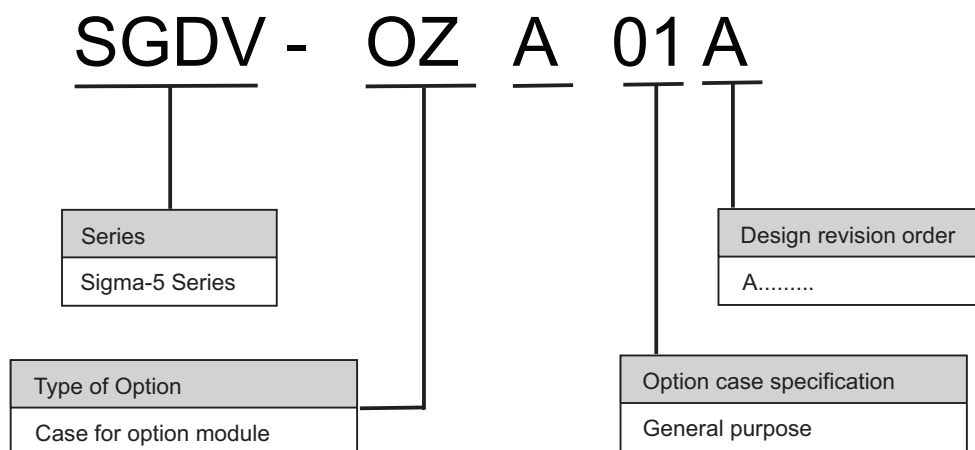 SGDV - OZ A 01 A
Series
Sigma-5 Series
Design revision order
A.........
Type of Option
Case for option module
Option case specification
General purpose